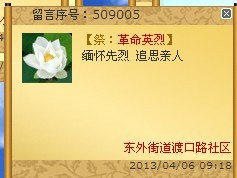 留言序号：509005
【祭：革命英烈】
缅怀先烈 追思亲人
东外街道渡口路社区
2013/04/06 09:18